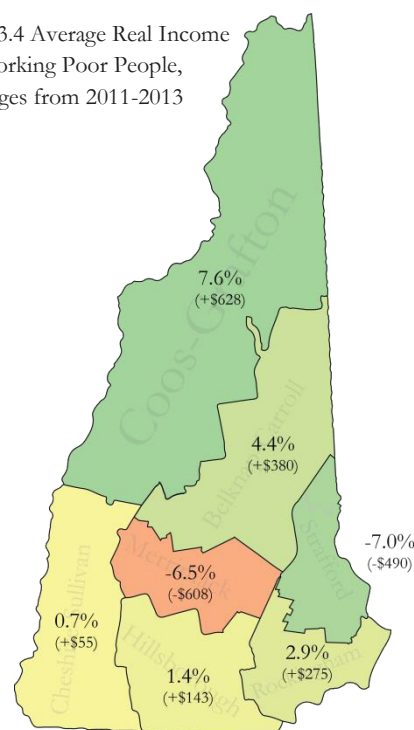 3.4 Average Real Income
orking Poor People,
ges from 2011-2013
Coos-Grafton
7.6%
(+$628)
Belknap-Carroll
4.4%
(+$380)
Strafford
-7.0%
(-$490)
Merrimack
-6.5%
(-$608)
Cheshire-Sullivan
0.7%
(+$55)
Hillsborough
1.4%
(+$143)
Rockingham
2.9%
(+$275)